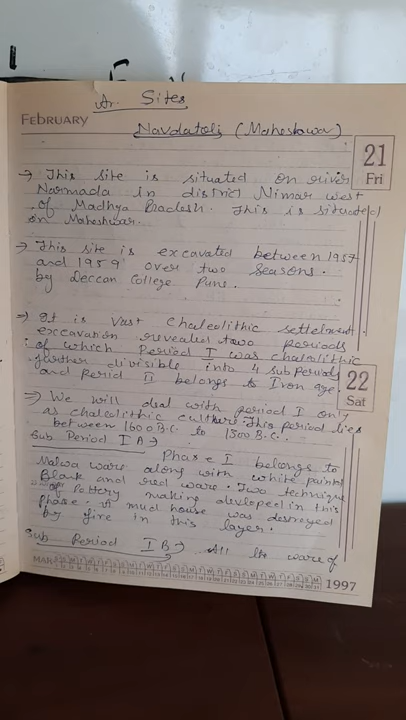 Ar. Sites
FEBRUARY
Navdatoli (Maheshwar)
21
Fri
→ This site is situated on river
Narmada in district Nimar west
of Madhya Pradesh. This is situated
in Maheshwar.
→ This site is excavated between 1957
and 1959 over two seasons.
by Deccan College Pune.
→ It is Vast chalcolithic settelment.
excavation revealed two periods
of which Period I was chalcolithic
further divisible into 4 sub periods
and period II belongs to Iron age.
22
Sat
⇒ We will deal with period I only
as chalcolithic culture. This period lies
between 1600 B.C. to 1300 B.C..
Sub Period I A →
Phase I belongs to
Malwa ware along with white painted
Black and red ware. Two technique
of Pottery making devloped in this
phase. A mud house was destroyed
by fire in this layer.
Sub Period I B → All the ware of
MAR
1997